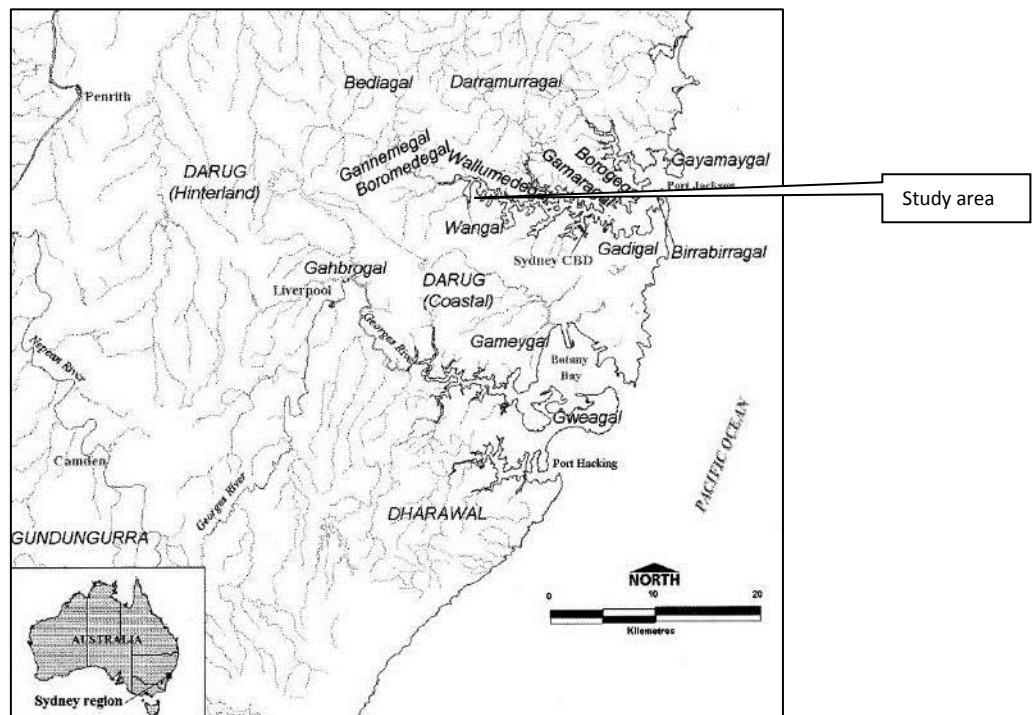 Bediagal
Darramurragal
Penrith
DARUG
(Hinterland)
Gannemegal
Boromedegal
Wallumedegal
Gamaragal
Borogegal
Gayamaygal
Port Jackson
Study area
Wangal
Sydney CBD
Gadigal
Birrabirragal
Gahbrogal
Liverpool
DARUG
(Coastal)
Georges River
Gameygal
Botany
Bay
Nepean River
Gweagal
Camden
Port Hacking
Georges River
PACIFIC OCEAN
DHARAWAL
GUNDUNGURRA
NORTH
0 10 20
Kilometres
AUSTRALIA
Sydney region